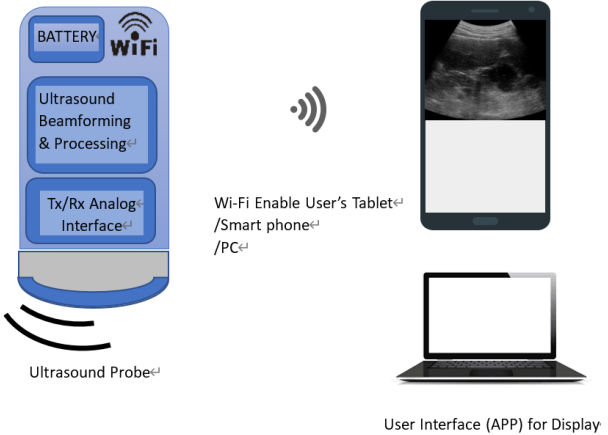 BATTERY
WiFi
Ultrasound
Beamforming
& Processing
Tx/Rx Analog
Interface
Wi-Fi Enable User’s Tablet
/Smart phone
/PC
Ultrasound Probe
User Interface (APP) for Display